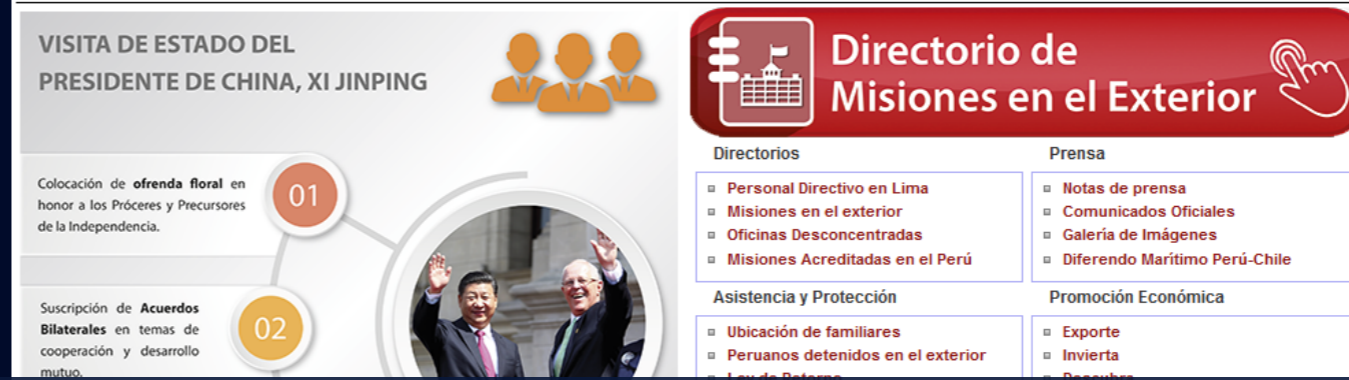 VISITA DE ESTADO DEL
PRESIDENTE DE CHINA, XI JINPING
Colocación de ofrenda floral en
honor a los Próceres y Precursores
de la Independencia.
01
Suscripción de Acuerdos
Bilaterales en temas de
cooperación y desarrollo
mutuo.
02
Directorio de
Misiones en el Exterior
Directorios
Personal Directivo en Lima
Misiones en el exterior
Oficinas Desconcentradas
Misiones Acreditadas en el Perú
Prensa
Notas de prensa
Comunicados Oficiales
Galería de Imágenes
Diferendo Marítimo Perú-Chile
Asistencia y Protección
Ubicación de familiares
Peruanos detenidos en el exterior
Promoción Económica
Exporte
Invierta